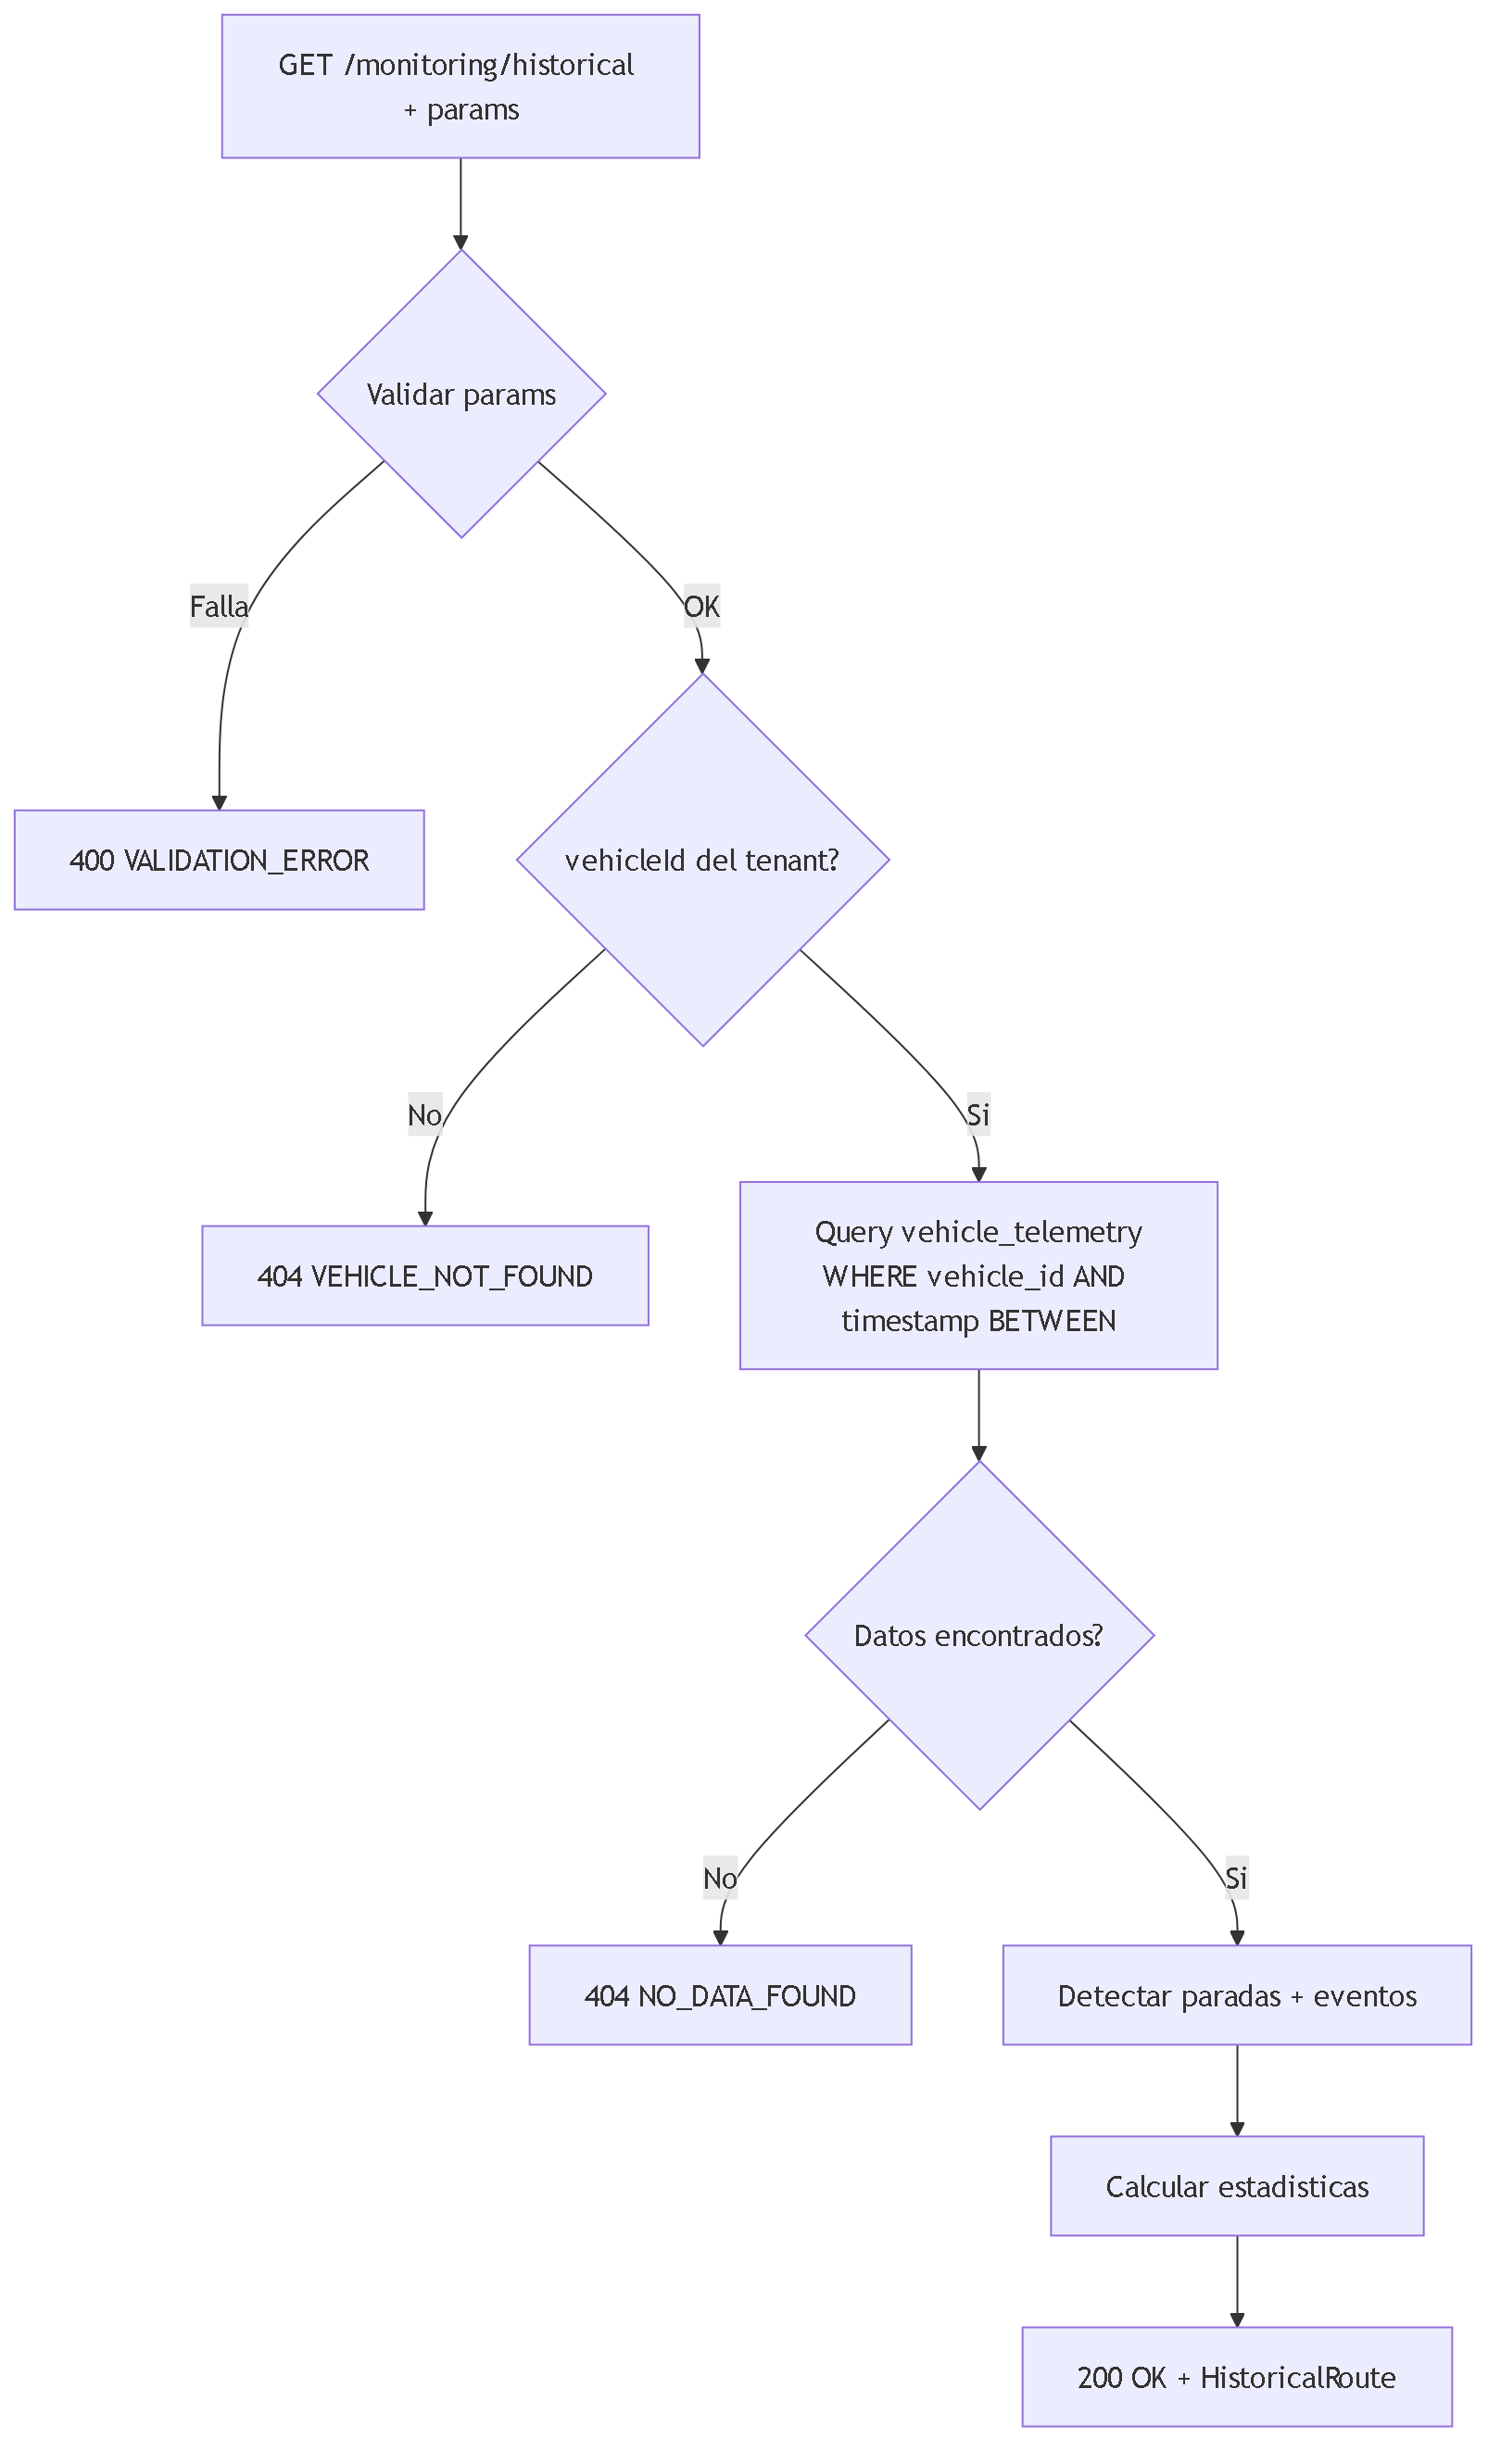 GET /monitoring/historical
+ params
Validar params
Falla
OK
400 VALIDATION_ERROR
vehicleId del tenant?
No
Si
404 VEHICLE_NOT_FOUND
Query vehicle_telemetry
WHERE vehicle_id AND
timestamp BETWEEN
Datos encontrados?
No
Si
404 NO_DATA_FOUND
Detectar paradas + eventos
Calcular estadisticas
200 OK + HistoricalRoute